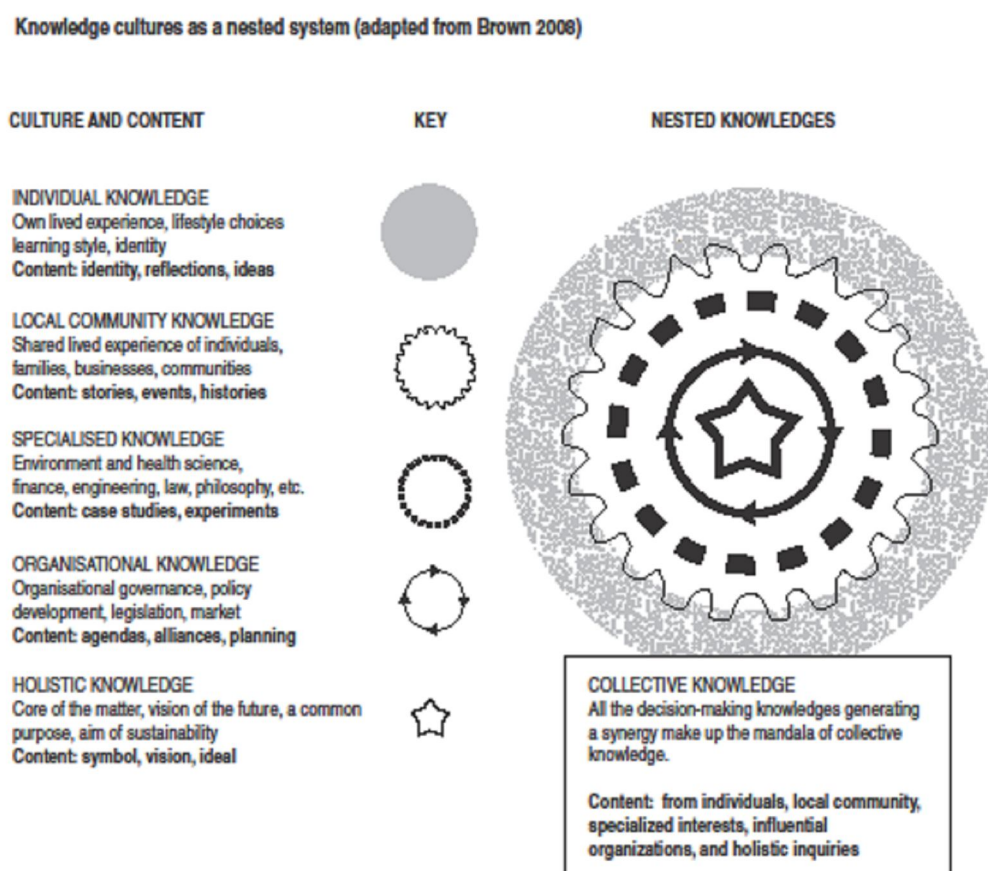 Knowledge cultures as a nested system (adapted from Brown 2008)
CULTURE AND CONTENT
KEY
NESTED KNOWLEDGES
INDIVIDUAL KNOWLEDGE
Own lived experience, lifestyle choices
learning style, identity
Content: identity, reflections, ideas
LOCAL COMMUNITY KNOWLEDGE
Shared lived experience of individuals,
families, businesses, communities
Content: stories, events, histories
SPECIALISED KNOWLEDGE
Environment and health science,
finance, engineering, law, philosophy, etc.
Content: case studies, experiments
ORGANISATIONAL KNOWLEDGE
Organisational governance, policy
development, legislation, market
Content: agendas, alliances, planning
HOLISTIC KNOWLEDGE
Core of the matter, vision of the future, a common
purpose, aim of sustainability
Content: symbol, vision, ideal
COLLECTIVE KNOWLEDGE
All the decision-making knowledges generating
a synergy make up the mandala of collective
knowledge.
Content: from individuals, local community,
specialized interests, influential
organizations, and holistic inquiries